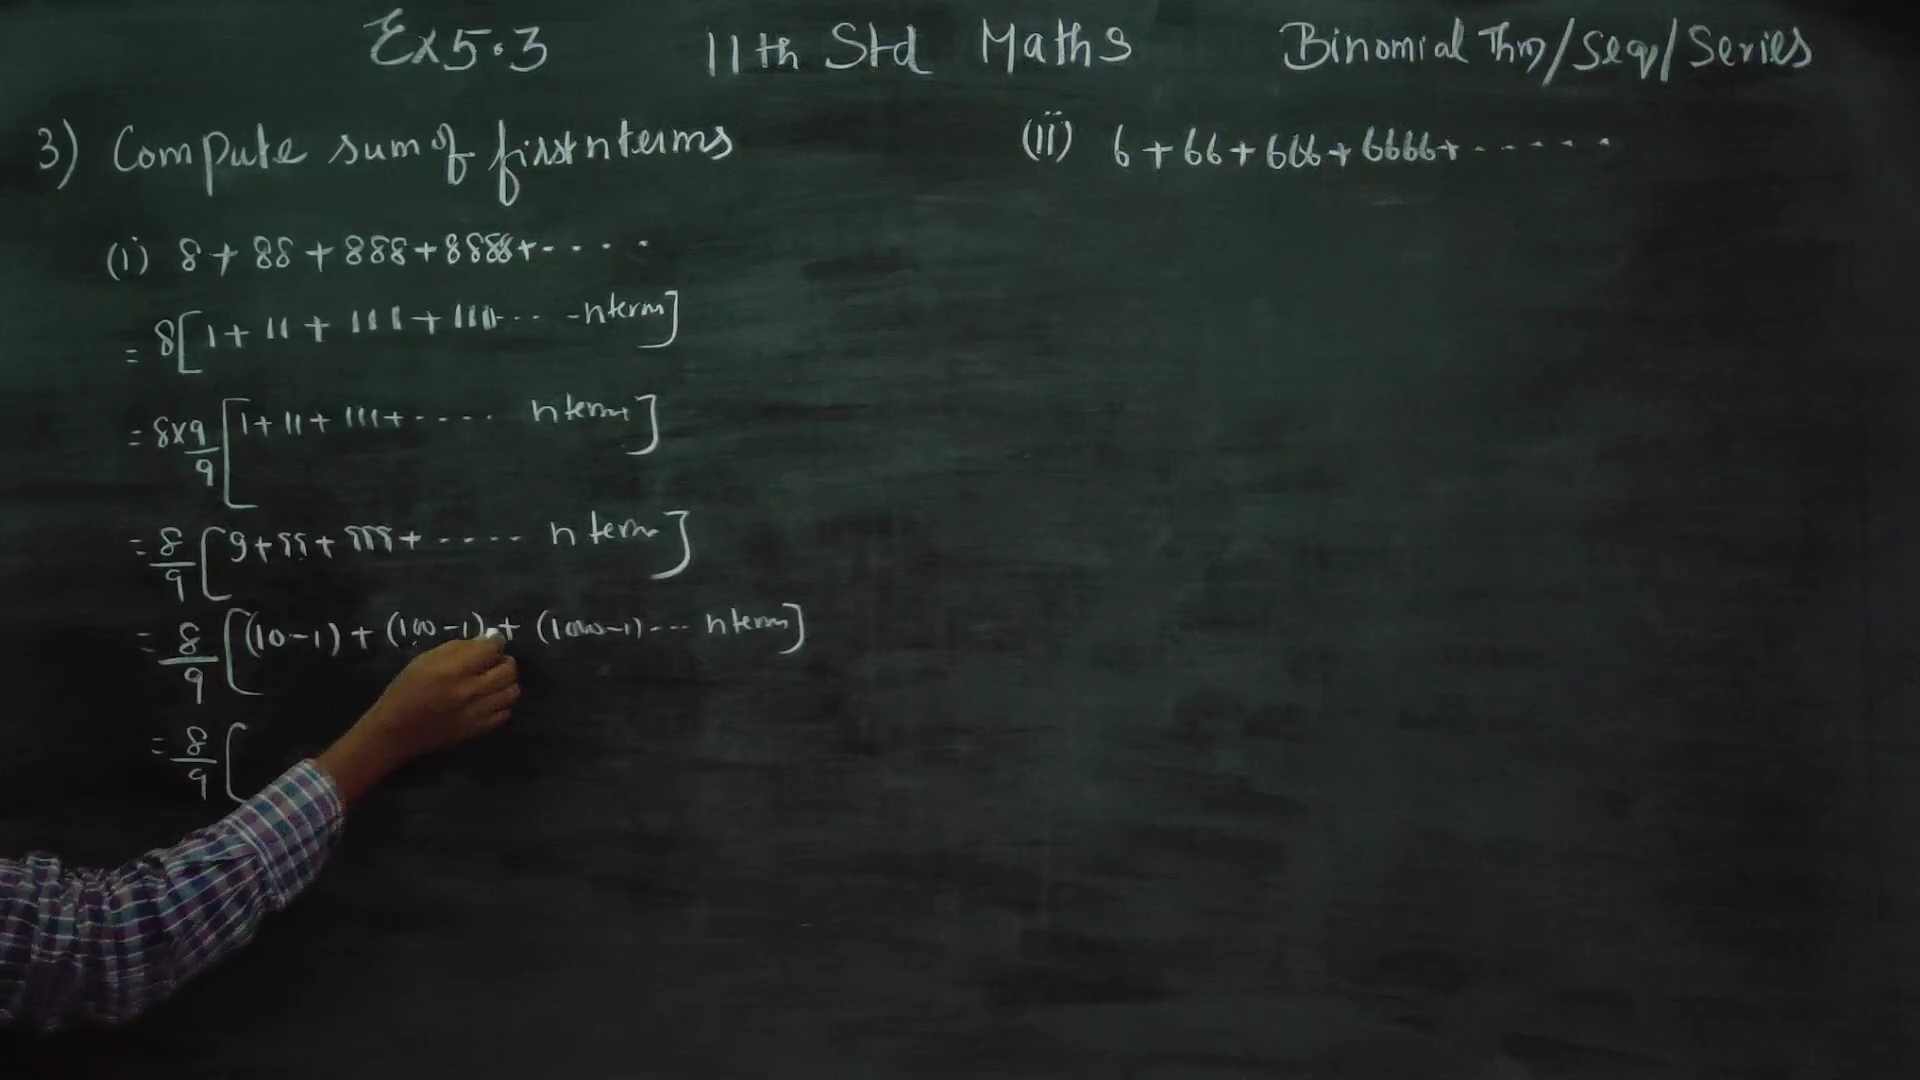 Ex 5.3 11th Std Maths Binomial Thm/Seq/Series
3) Compute sum of first n terms
(i) 8 + 88 + 888 + 8888 + - - - -
= 8[1 + 11 + 111 + 1111 - - - - n term]
= 8 × 9/9 [1 + 11 + 111 + - - - - - n term]
= 8/9 [9 + 99 + 999 + - - - - - n term]
= 8/9 [(10-1) + (100-1) + (1000-1) - - - n term]
= 8/9 [
(ii) 6 + 66 + 666 + 6666 + - - - - - -